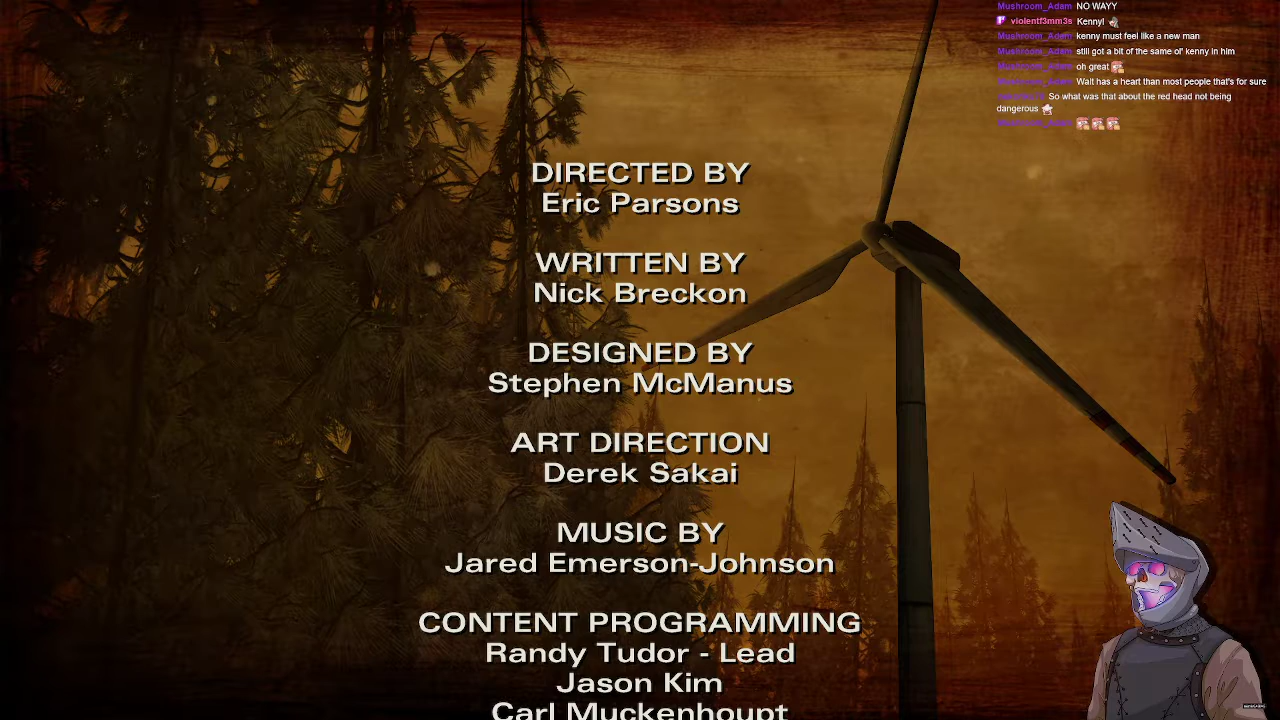 Mushroom_Adam NO WAYY
violentf3mm3s Kenny!
Mushroom_Adam kenny must feel like a new man
Mushroom_Adam still got a bit of the same ol' kenny in him
Mushroom_Adam oh great
Mushroom_Adam Walt has a heart than most people that's for sure
So what was that about the red head not being
dangerous
Mushroom_Adam
DIRECTED BY
Eric Parsons
WRITTEN BY
Nick Breckon
DESIGNED BY
Stephen McManus
ART DIRECTION
Derek Sakai
MUSIC BY
Jared Emerson-Johnson
CONTENT PROGRAMMING
Randy Tudor - Lead
Jason Kim
Carl Muckenhoupt